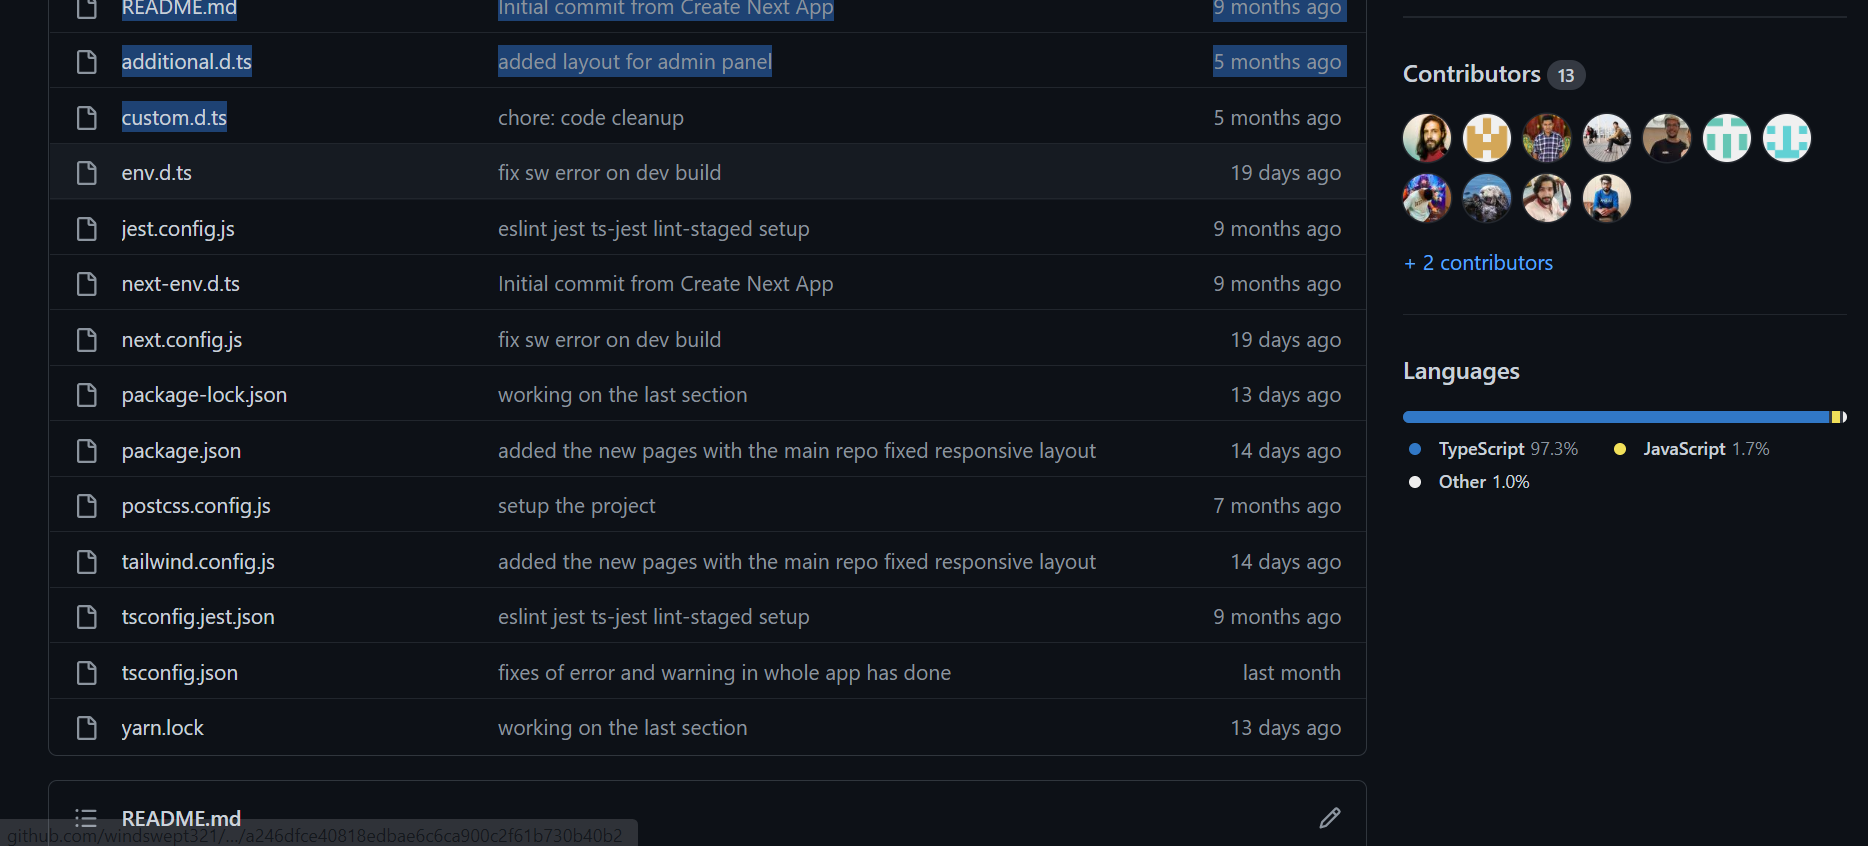 README.md Initial commit from Create Next App 9 months ago
additional.d.ts added layout for admin panel 5 months ago
custom.d.ts chore: code cleanup 5 months ago
env.d.ts fix sw error on dev build 19 days ago
jest.config.js eslint jest ts-jest lint-staged setup 9 months ago
next-env.d.ts Initial commit from Create Next App 9 months ago
next.config.js fix sw error on dev build 19 days ago
package-lock.json working on the last section 13 days ago
package.json added the new pages with the main repo fixed responsive layout 14 days ago
postcss.config.js setup the project 7 months ago
tailwind.config.js added the new pages with the main repo fixed responsive layout 14 days ago
tsconfig.jest.json eslint jest ts-jest lint-staged setup 9 months ago
tsconfig.json fixes of error and warning in whole app has done last month
yarn.lock working on the last section 13 days ago
README.md
github.com/windswept321/.../a246dfce40818edbae6c6ca900c2f61b730b40b2
Contributors 13
+ 2 contributors
Languages
TypeScript 97.3% JavaScript 1.7%
Other 1.0%